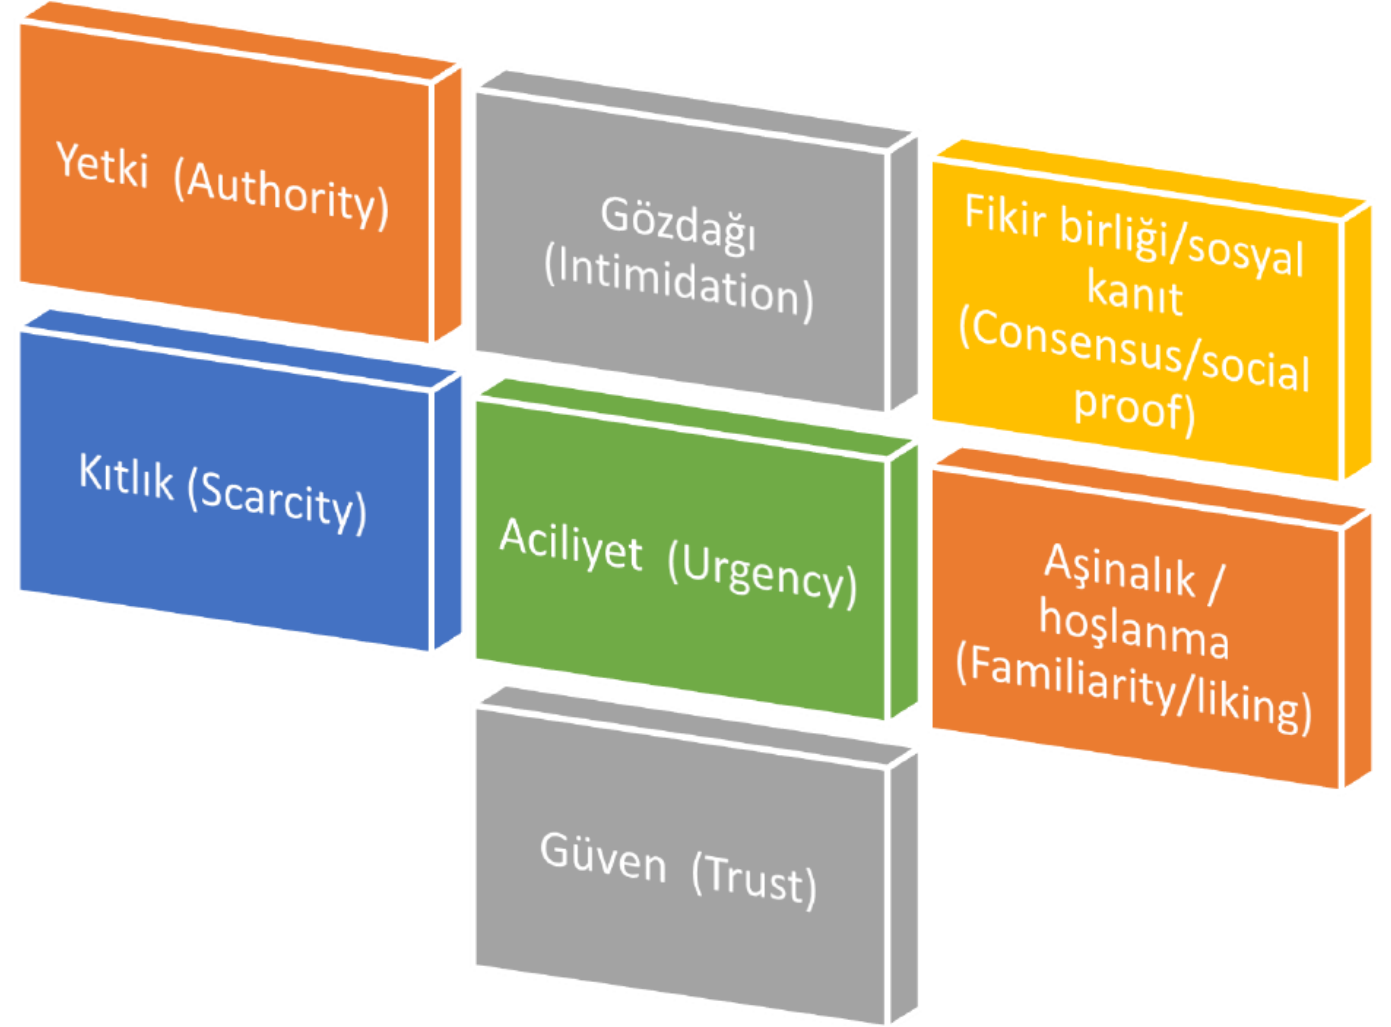 Yetki (Authority)
Gözdağı
(Intimidation)
Fikir birliği/sosyal
kanıt
(Consensus/social
proof)
Kıtlık (Scarcity)
Aciliyet (Urgency)
Aşinalık /
hoşlanma
(Familiarity/liking)
Güven (Trust)